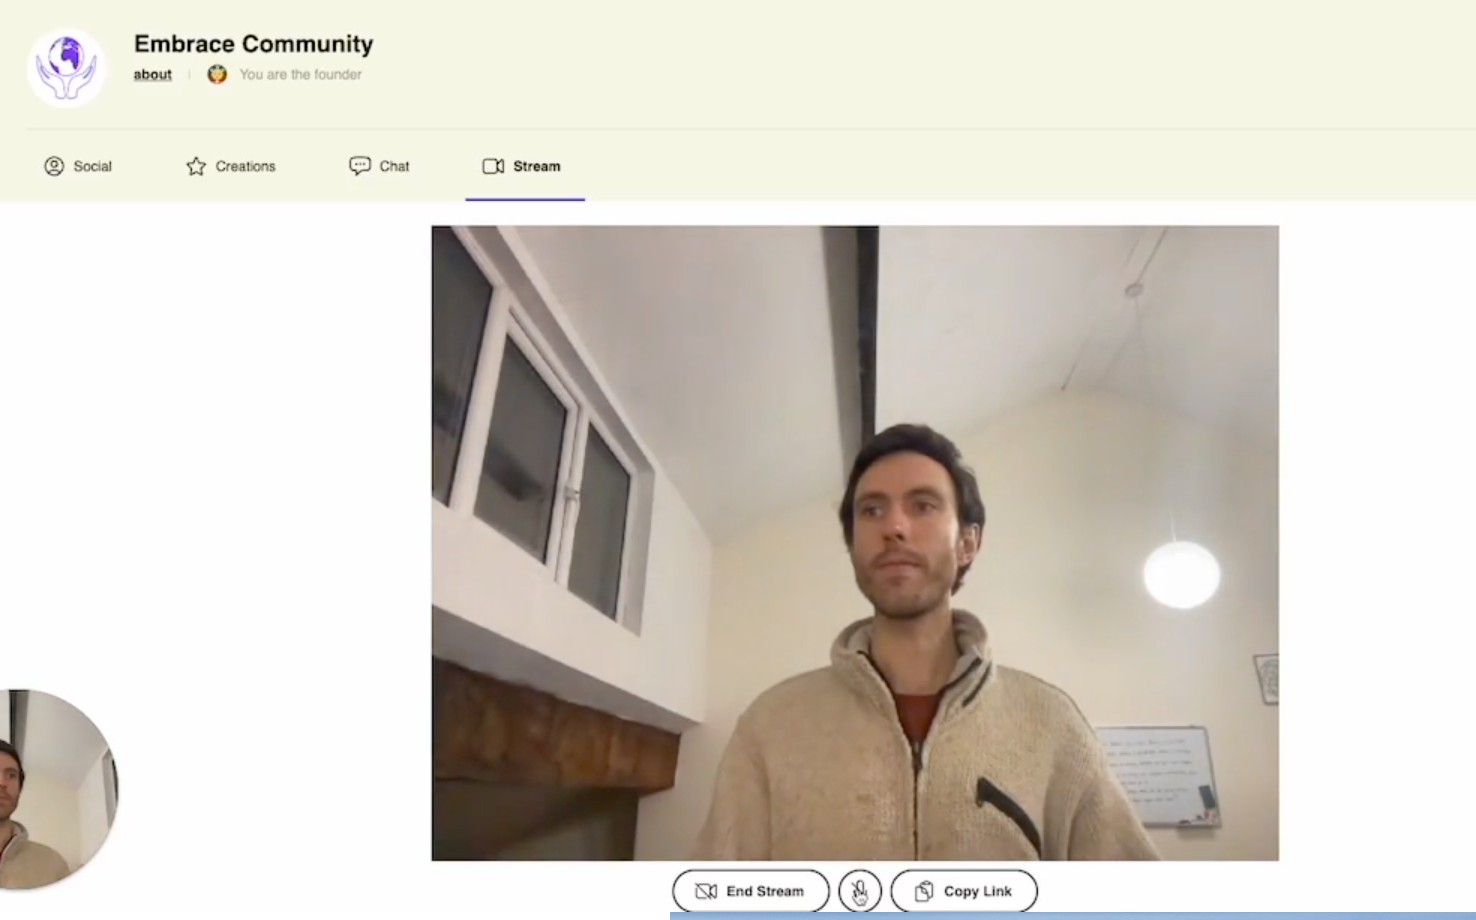 Embrace Community
about
You are the founder
Social
Creations
Chat
Stream
End Stream
Copy Link